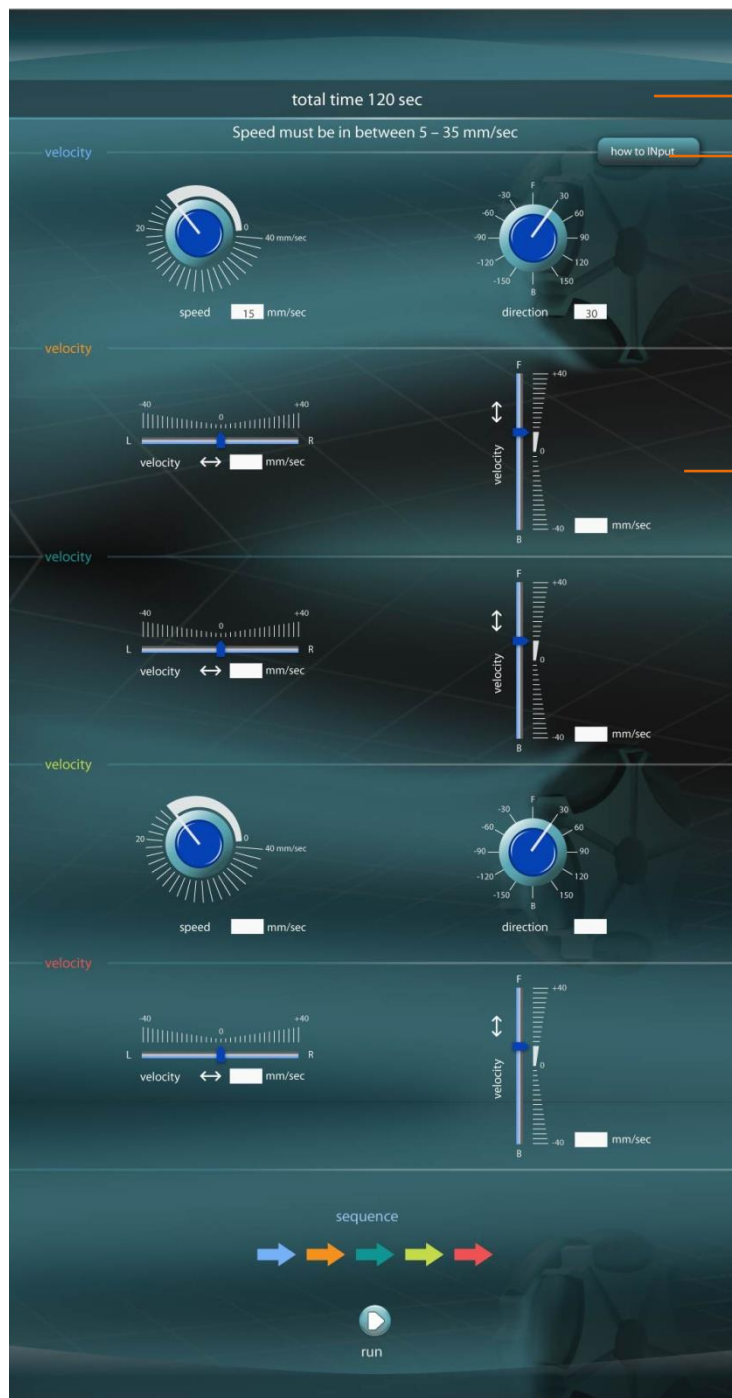 total time 120 sec
Speed must be in between 5 – 35 mm/sec
velocity
how to INput
F
-30 30
20 0 -60 60
40 mm/sec -90 90
-120 120
-150 150
B
speed 15 mm/sec direction 30
velocity
F
+40
-40 0 +40
L R
velocity mm/sec velocity 0
-40 mm/sec
B
velocity
F
+40
-40 0 +40
L R
velocity mm/sec velocity 0
-40 mm/sec
B
velocity
F
-30 30
20 0 -60 60
40 mm/sec -90 90
-120 120
-150 150
B
speed mm/sec direction
velocity
F
+40
-40 0 +40
L R
velocity mm/sec velocity 0
-40 mm/sec
B
sequence
run